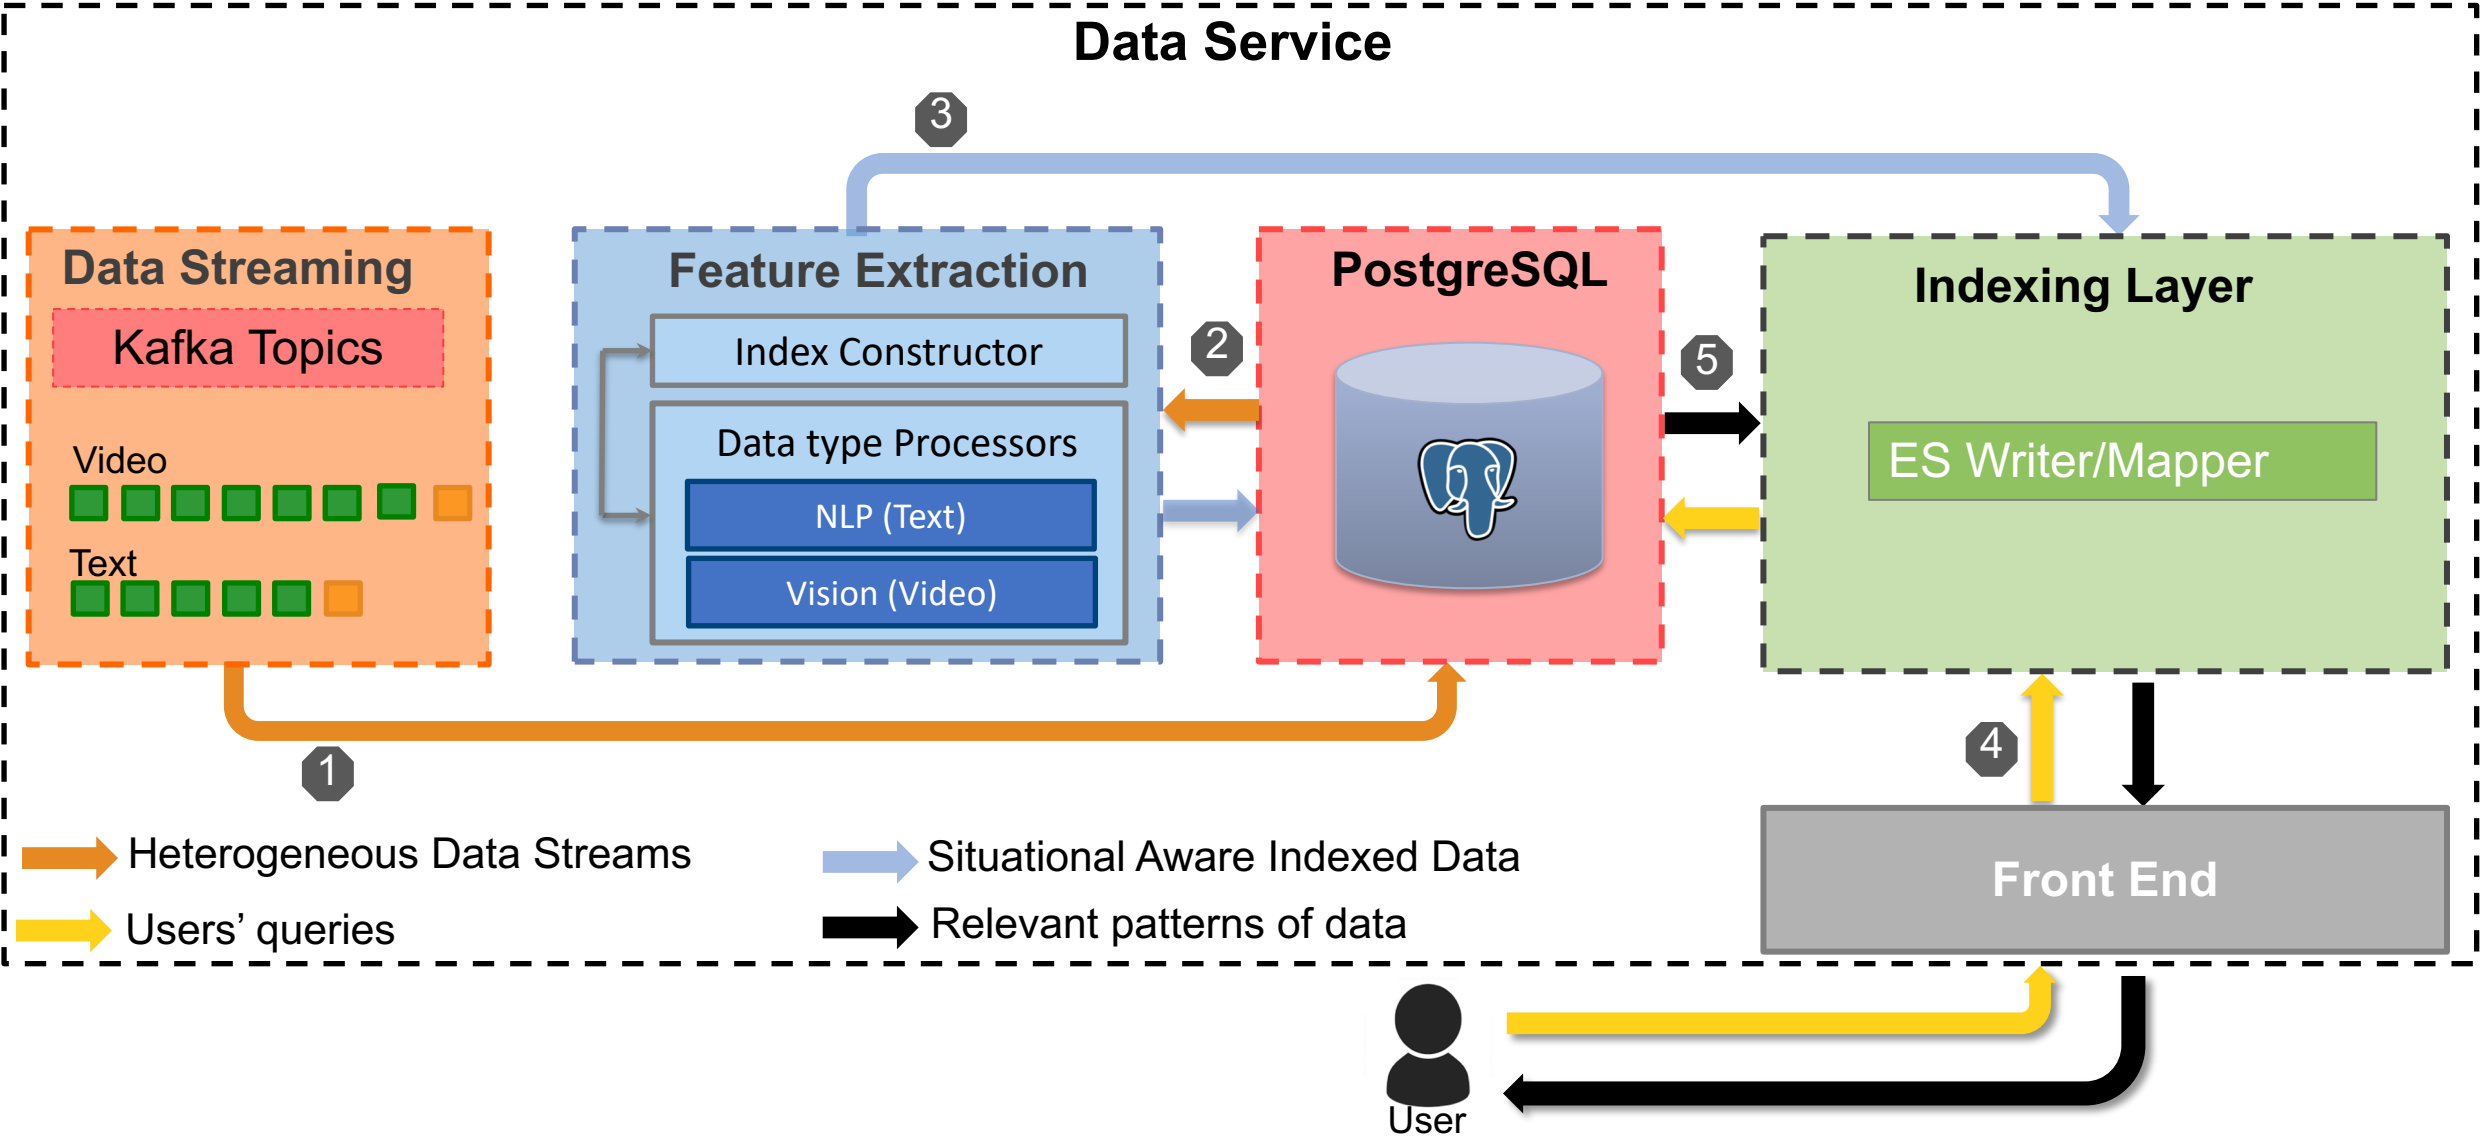 Data Service
3
Data Streaming
Kafka Topics
Video
Text
Feature Extraction
Index Constructor
Data type Processors
NLP (Text)
Vision (Video)
2
PostgreSQL
5
Indexing Layer
ES Writer/Mapper
1
4
Heterogeneous Data Streams
Situational Aware Indexed Data
Users’ queries
Relevant patterns of data
Front End
User